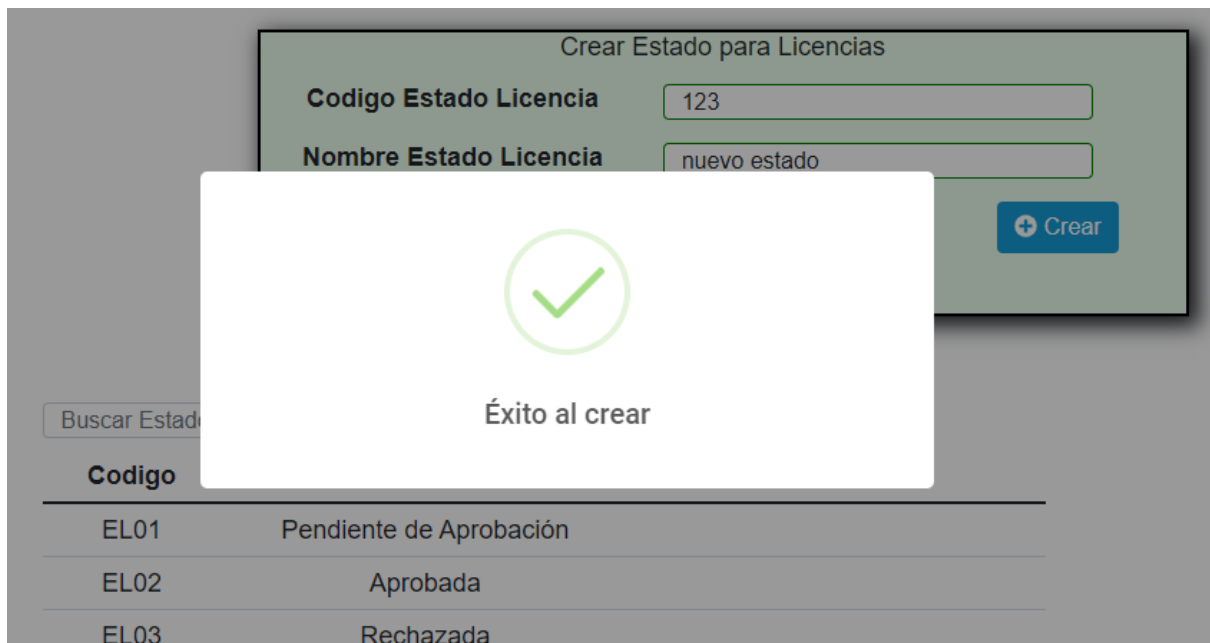 Crear Estado para Licencias
Codigo Estado Licencia 123
Nombre Estado Licencia nuevo estado
Crear
Éxito al crear
Buscar
Codigo
EL01 Pendiente de Aprobación
EL02 Aprobada
EL03 Rechazada